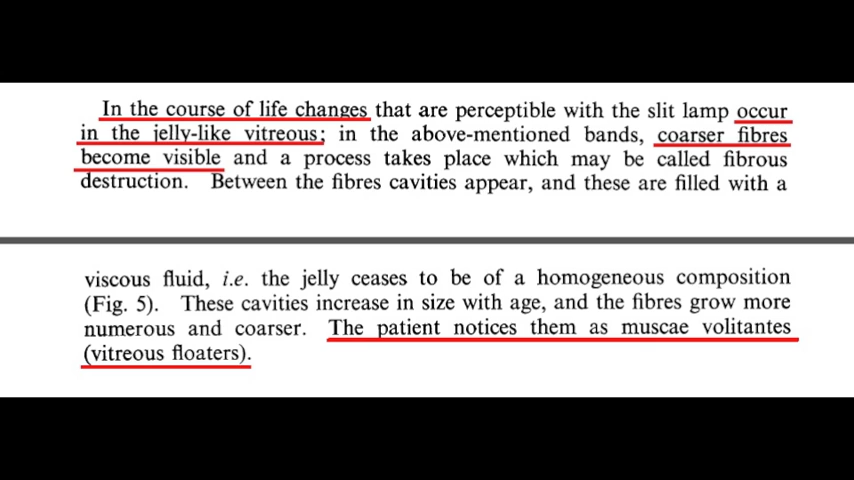 In the course of life changes that are perceptible with the slit lamp occur
in the jelly-like vitreous; in the above-mentioned bands, coarser fibres
become visible and a process takes place which may be called fibrous
destruction. Between the fibres cavities appear, and these are filled with a
viscous fluid, i.e. the jelly ceases to be of a homogeneous composition
(Fig. 5). These cavities increase in size with age, and the fibres grow more
numerous and coarser. The patient notices them as muscae volitantes
(vitreous floaters).